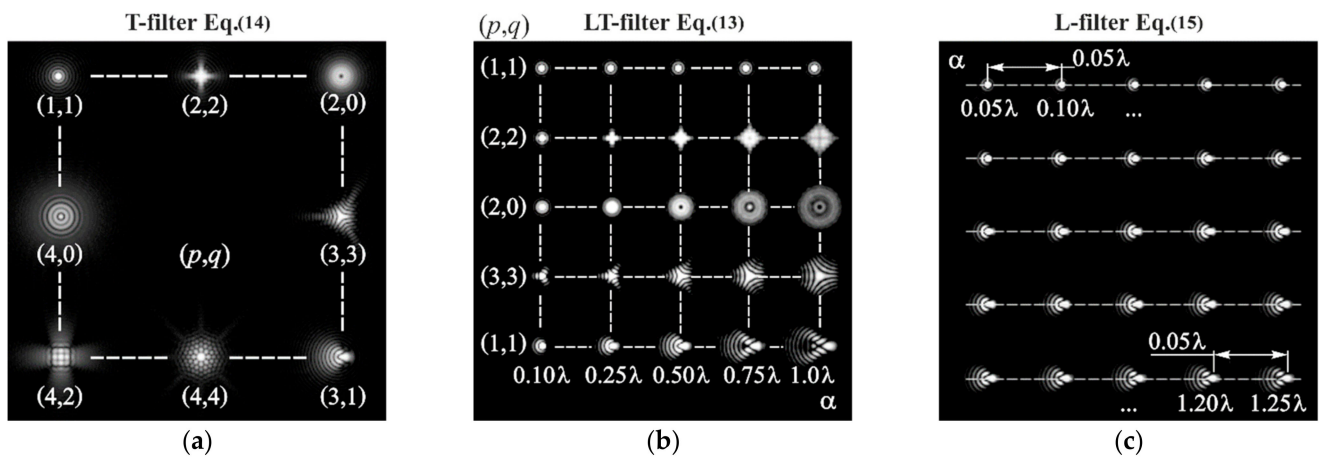 T-filter Eq.(14)
(1,1) (2,2) (2,0)
(4,0) (p,q) (3,3)
(4,2) (4,4) (3,1)
(a)
(p,q) LT-filter Eq.(13)
(1,1)
(2,2)
(2,0)
(3,3)
(1,1)
0.10λ 0.25λ 0.50λ 0.75λ 1.0λ
α
(b)
L-filter Eq.(15)
α 0.05λ
0.05λ 0.10λ ...
0.05λ
... 1.20λ 1.25λ
(c)